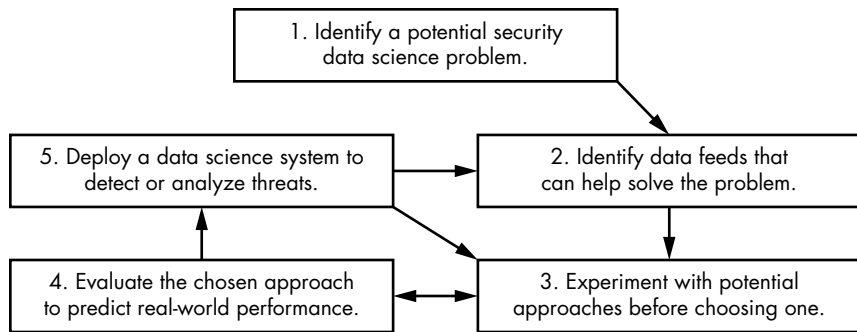 1. Identify a potential security
data science problem.
5. Deploy a data science system to
detect or analyze threats.
2. Identify data feeds that
can help solve the problem.
4. Evaluate the chosen approach
to predict real-world performance.
3. Experiment with potential
approaches before choosing one.